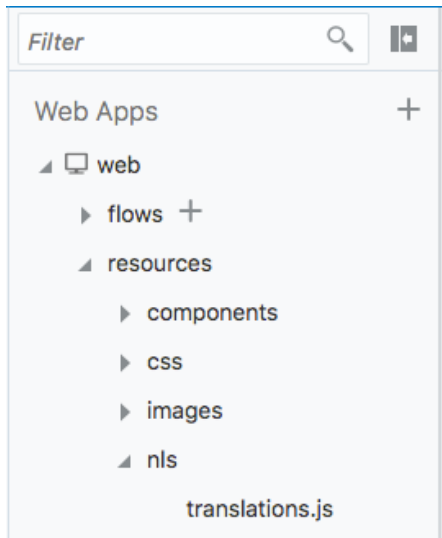 Filter
Web Apps
web
flows
resources
components
css
images
nls
translations.js